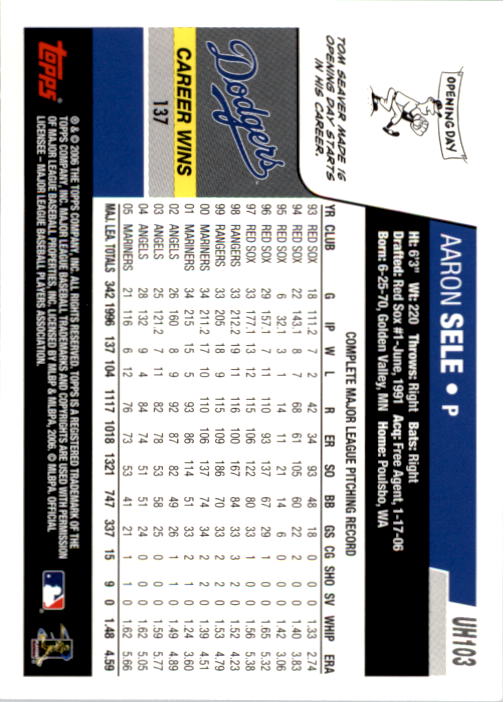 UH103
AARON SELE • P
Ht: 6'3" Wt: 220 Throws: Right Bats: Right
Drafted: Red Sox #1-June, 1991 Acq: Free Agent, 1-17-06
Born: 6-25-70, Golden Valley, MN Home: Poulsbo, WA
OPENING DAY
TOM SEAVER MADE 16
OPENING DAY STARTS
IN HIS CAREER.
Dodgers
CAREER WINS
137
COMPLETE MAJOR LEAGUE PITCHING RECORD
YR CLUB G IP W L R ER SO BB GS CG SHO SV WHIP ERA
93 RED SOX 18 111.2 7 2 42 34 93 48 18 0 0 0 1.33 2.74
94 RED SOX 22 143.1 8 7 68 61 105 60 22 2 0 0 1.40 3.83
95 RED SOX 6 32.1 3 1 14 11 21 14 6 0 0 0 1.42 3.06
96 RED SOX 29 157.1 7 11 110 93 137 67 29 1 0 0 1.65 5.32
97 RED SOX 33 177.1 13 12 115 106 122 80 33 1 0 0 1.56 5.38
98 RANGERS 33 212.2 19 11 116 100 167 84 33 3 2 0 1.52 4.23
99 RANGERS 33 205 18 9 115 109 186 70 33 2 2 0 1.53 4.79
00 MARINERS 34 211.2 17 10 110 106 137 74 34 2 2 0 1.39 4.51
01 MARINERS 34 215 15 5 93 86 114 51 33 2 1 0 1.24 3.60
02 ANGELS 26 160 8 9 92 87 82 49 26 1 1 0 1.49 4.89
03 ANGELS 25 121.2 7 11 82 78 53 58 25 0 0 0 1.59 5.77
04 ANGELS 28 132 9 4 84 74 51 51 24 0 0 0 1.62 5.05
05 MARINERS 21 116 6 12 76 73 53 41 21 1 1 0 1.62 5.66
MAJ. LEA. TOTALS 342 1996 137 104 1117 1018 1321 747 337 15 9 0 1.48 4.59
topps
® & © 2006 THE TOPPS COMPANY, INC. ALL RIGHTS RESERVED. TOPPS IS A REGISTERED TRADEMARK OF THE
TOPPS COMPANY, INC. MAJOR LEAGUE BASEBALL TRADEMARKS AND COPYRIGHTS ARE USED WITH PERMISSION
OF MAJOR LEAGUE BASEBALL PROPERTIES, INC. LICENSED BY MLBP & MLBPA, 2006. © MLBPA, OFFICIAL
LICENSEE – MAJOR LEAGUE BASEBALL PLAYERS ASSOCIATION.